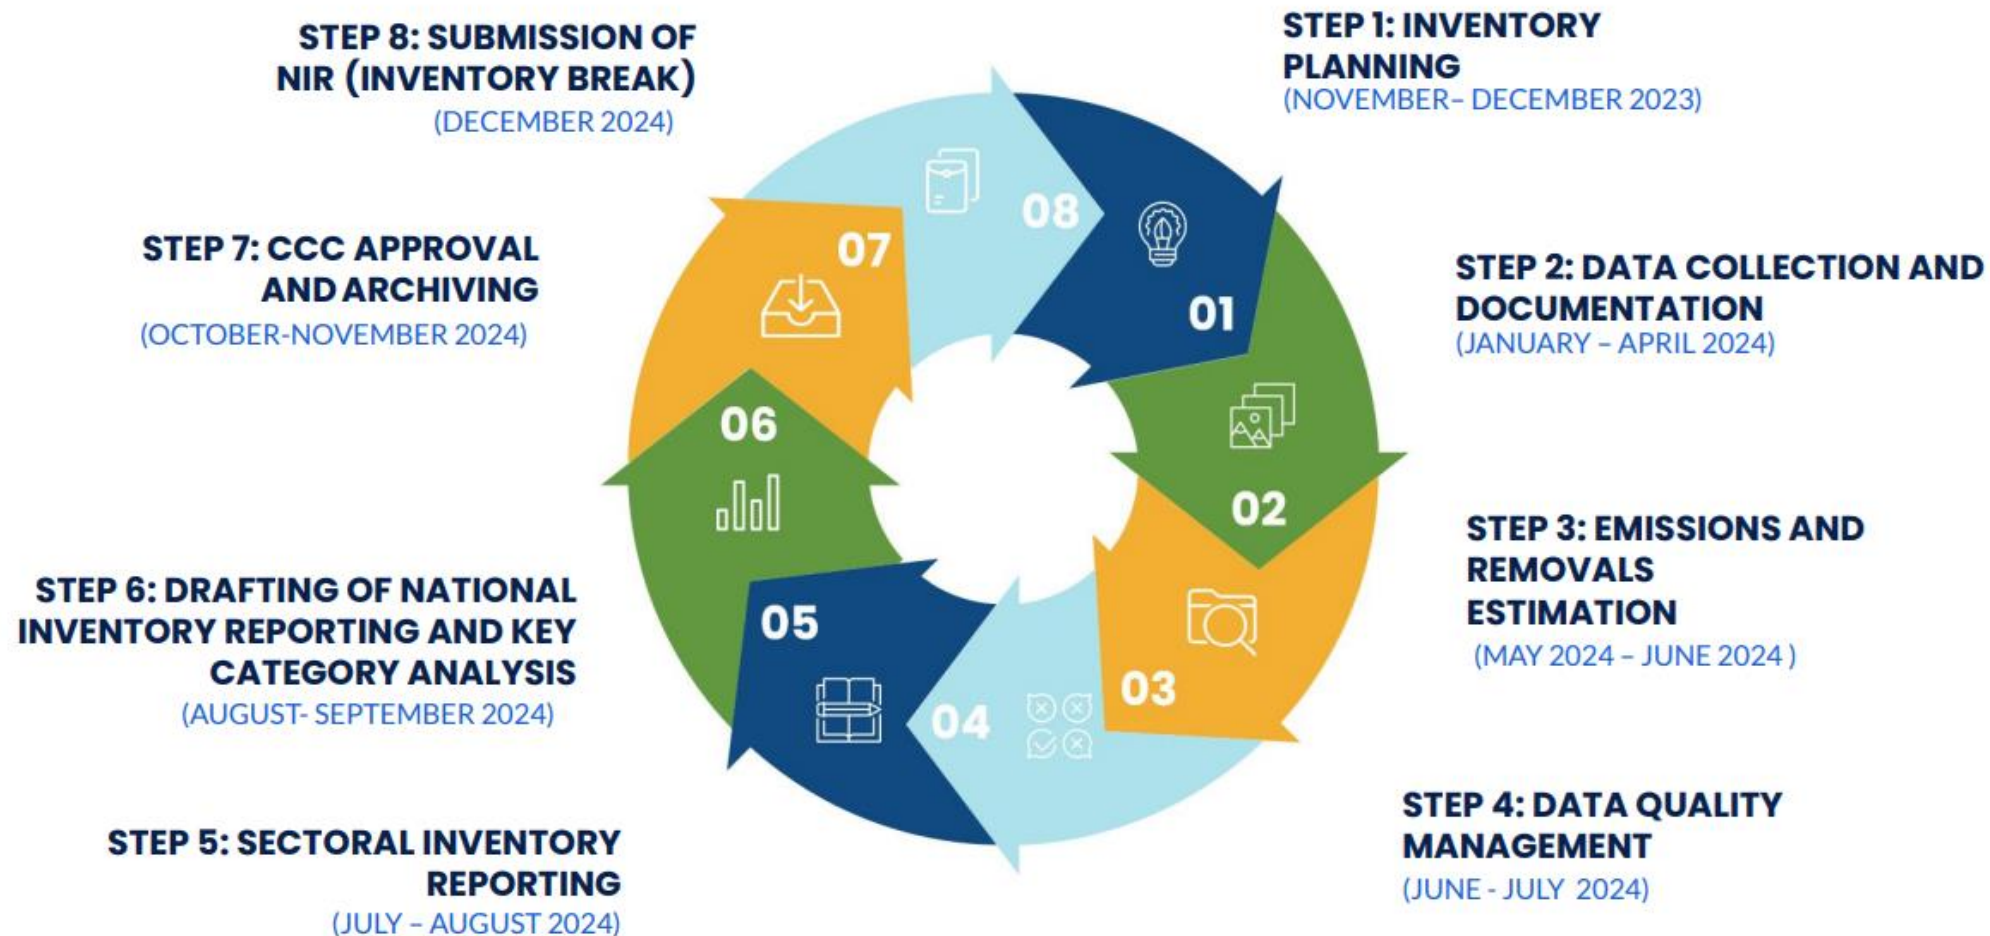 STEP 1: INVENTORY
PLANNING
(NOVEMBER– DECEMBER 2023)
STEP 2: DATA COLLECTION AND
DOCUMENTATION
(JANUARY – APRIL 2024)
STEP 3: EMISSIONS AND
REMOVALS
ESTIMATION
(MAY 2024 – JUNE 2024 )
STEP 4: DATA QUALITY
MANAGEMENT
(JUNE - JULY 2024)
STEP 5: SECTORAL INVENTORY
REPORTING
(JULY – AUGUST 2024)
STEP 6: DRAFTING OF NATIONAL
INVENTORY REPORTING AND KEY
CATEGORY ANALYSIS
(AUGUST- SEPTEMBER 2024)
STEP 7: CCC APPROVAL
AND ARCHIVING
(OCTOBER-NOVEMBER 2024)
STEP 8: SUBMISSION OF
NIR (INVENTORY BREAK)
(DECEMBER 2024)
01
02
03
04
05
06
07
08